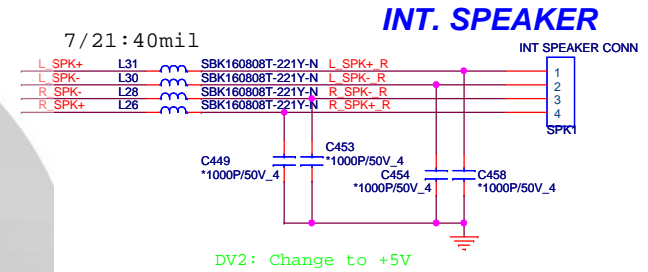 INT. SPEAKER
7/21:40mil
INT SPEAKER CONN
L_SPK+ L31 SBK160808T-221Y-N L_SPK+_R 1
L_SPK- L30 SBK160808T-221Y-N L_SPK-_R 2
R_SPK- L28 SBK160808T-221Y-N R_SPK-_R 3
R_SPK+ L26 SBK160808T-221Y-N R_SPK+_R 4
SPK1
C449
*1000P/50V_4
C453
*1000P/50V_4
C454
*1000P/50V_4
C458
*1000P/50V_4
DV2: Change to +5V